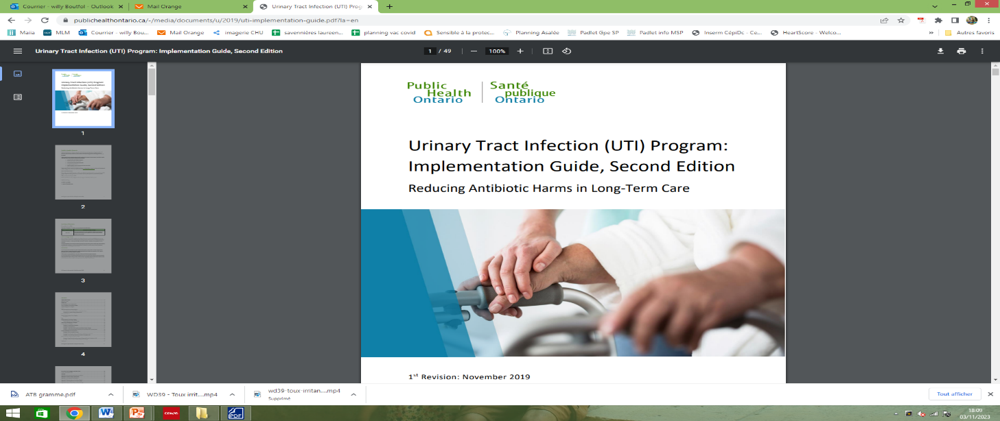 Courrier - willy Boutfol - Outlook
Mail Orange
Urinary Tract Infection (UTI) Prog
publichealthontario.ca/-/media/documents/u/2019/uti-implementation-guide.pdf?la=en
Maiia
MLM
Courrier - willy Bou...
Mail Orange
imagerie CHU
savennières laureen...
planning vac covid
Sensible à la protec...
Planning Asalée
Padlet Gpe SP
Padlet info MSP
Inserm CépiDc - Ce...
HeartScore - Welco...
»
Autres favoris
Urinary Tract Infection (UTI) Program: Implementation Guide, Second Edition
1 / 49
100%
1
2
3
4
Public Health Ontario
Santé publique Ontario
Urinary Tract Infection (UTI) Program:
Implementation Guide, Second Edition
Reducing Antibiotic Harms in Long-Term Care
1st Revision: November 2019
ATB gramme.pdf
WD39 - Toux irrit....mp4
wd39-toux-irritan....mp4
Supprimé
Tout afficher
PDF
18:09
03/11/2023